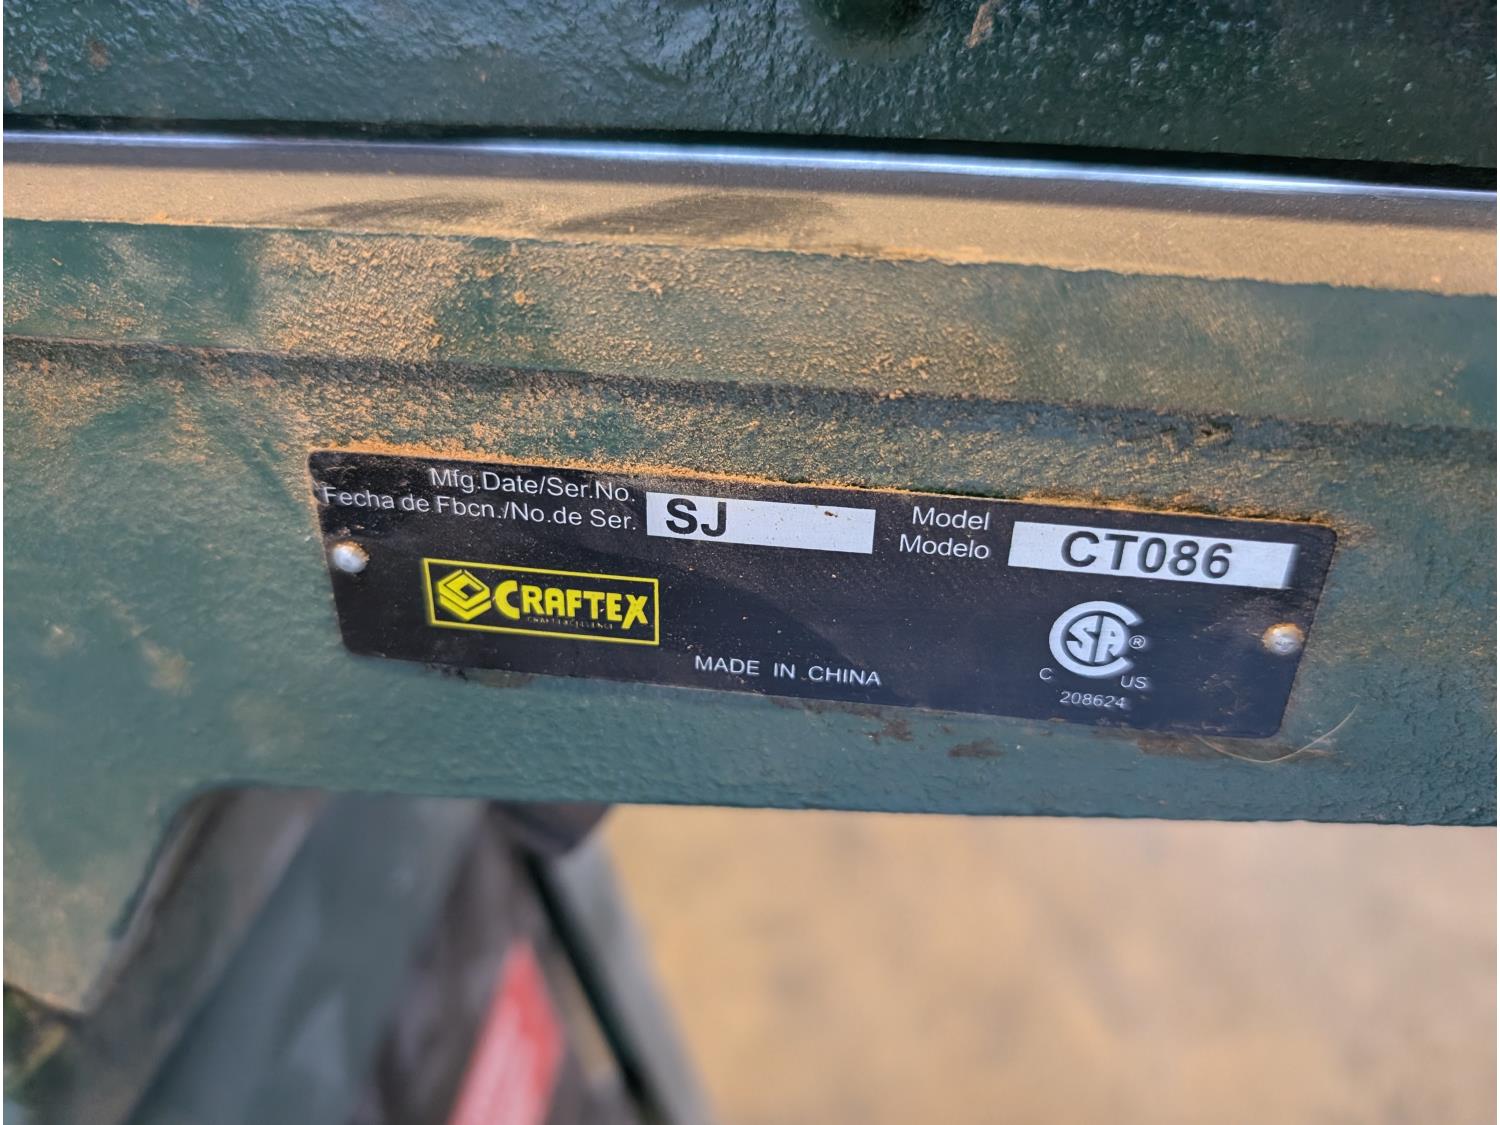 Mfg.Date/Ser.No.
Fecha de Fbcn./No.de Ser.
SJ
Model
Modelo
CT086
CRAFTEX
MADE IN CHINA
CSA®
C US
208624